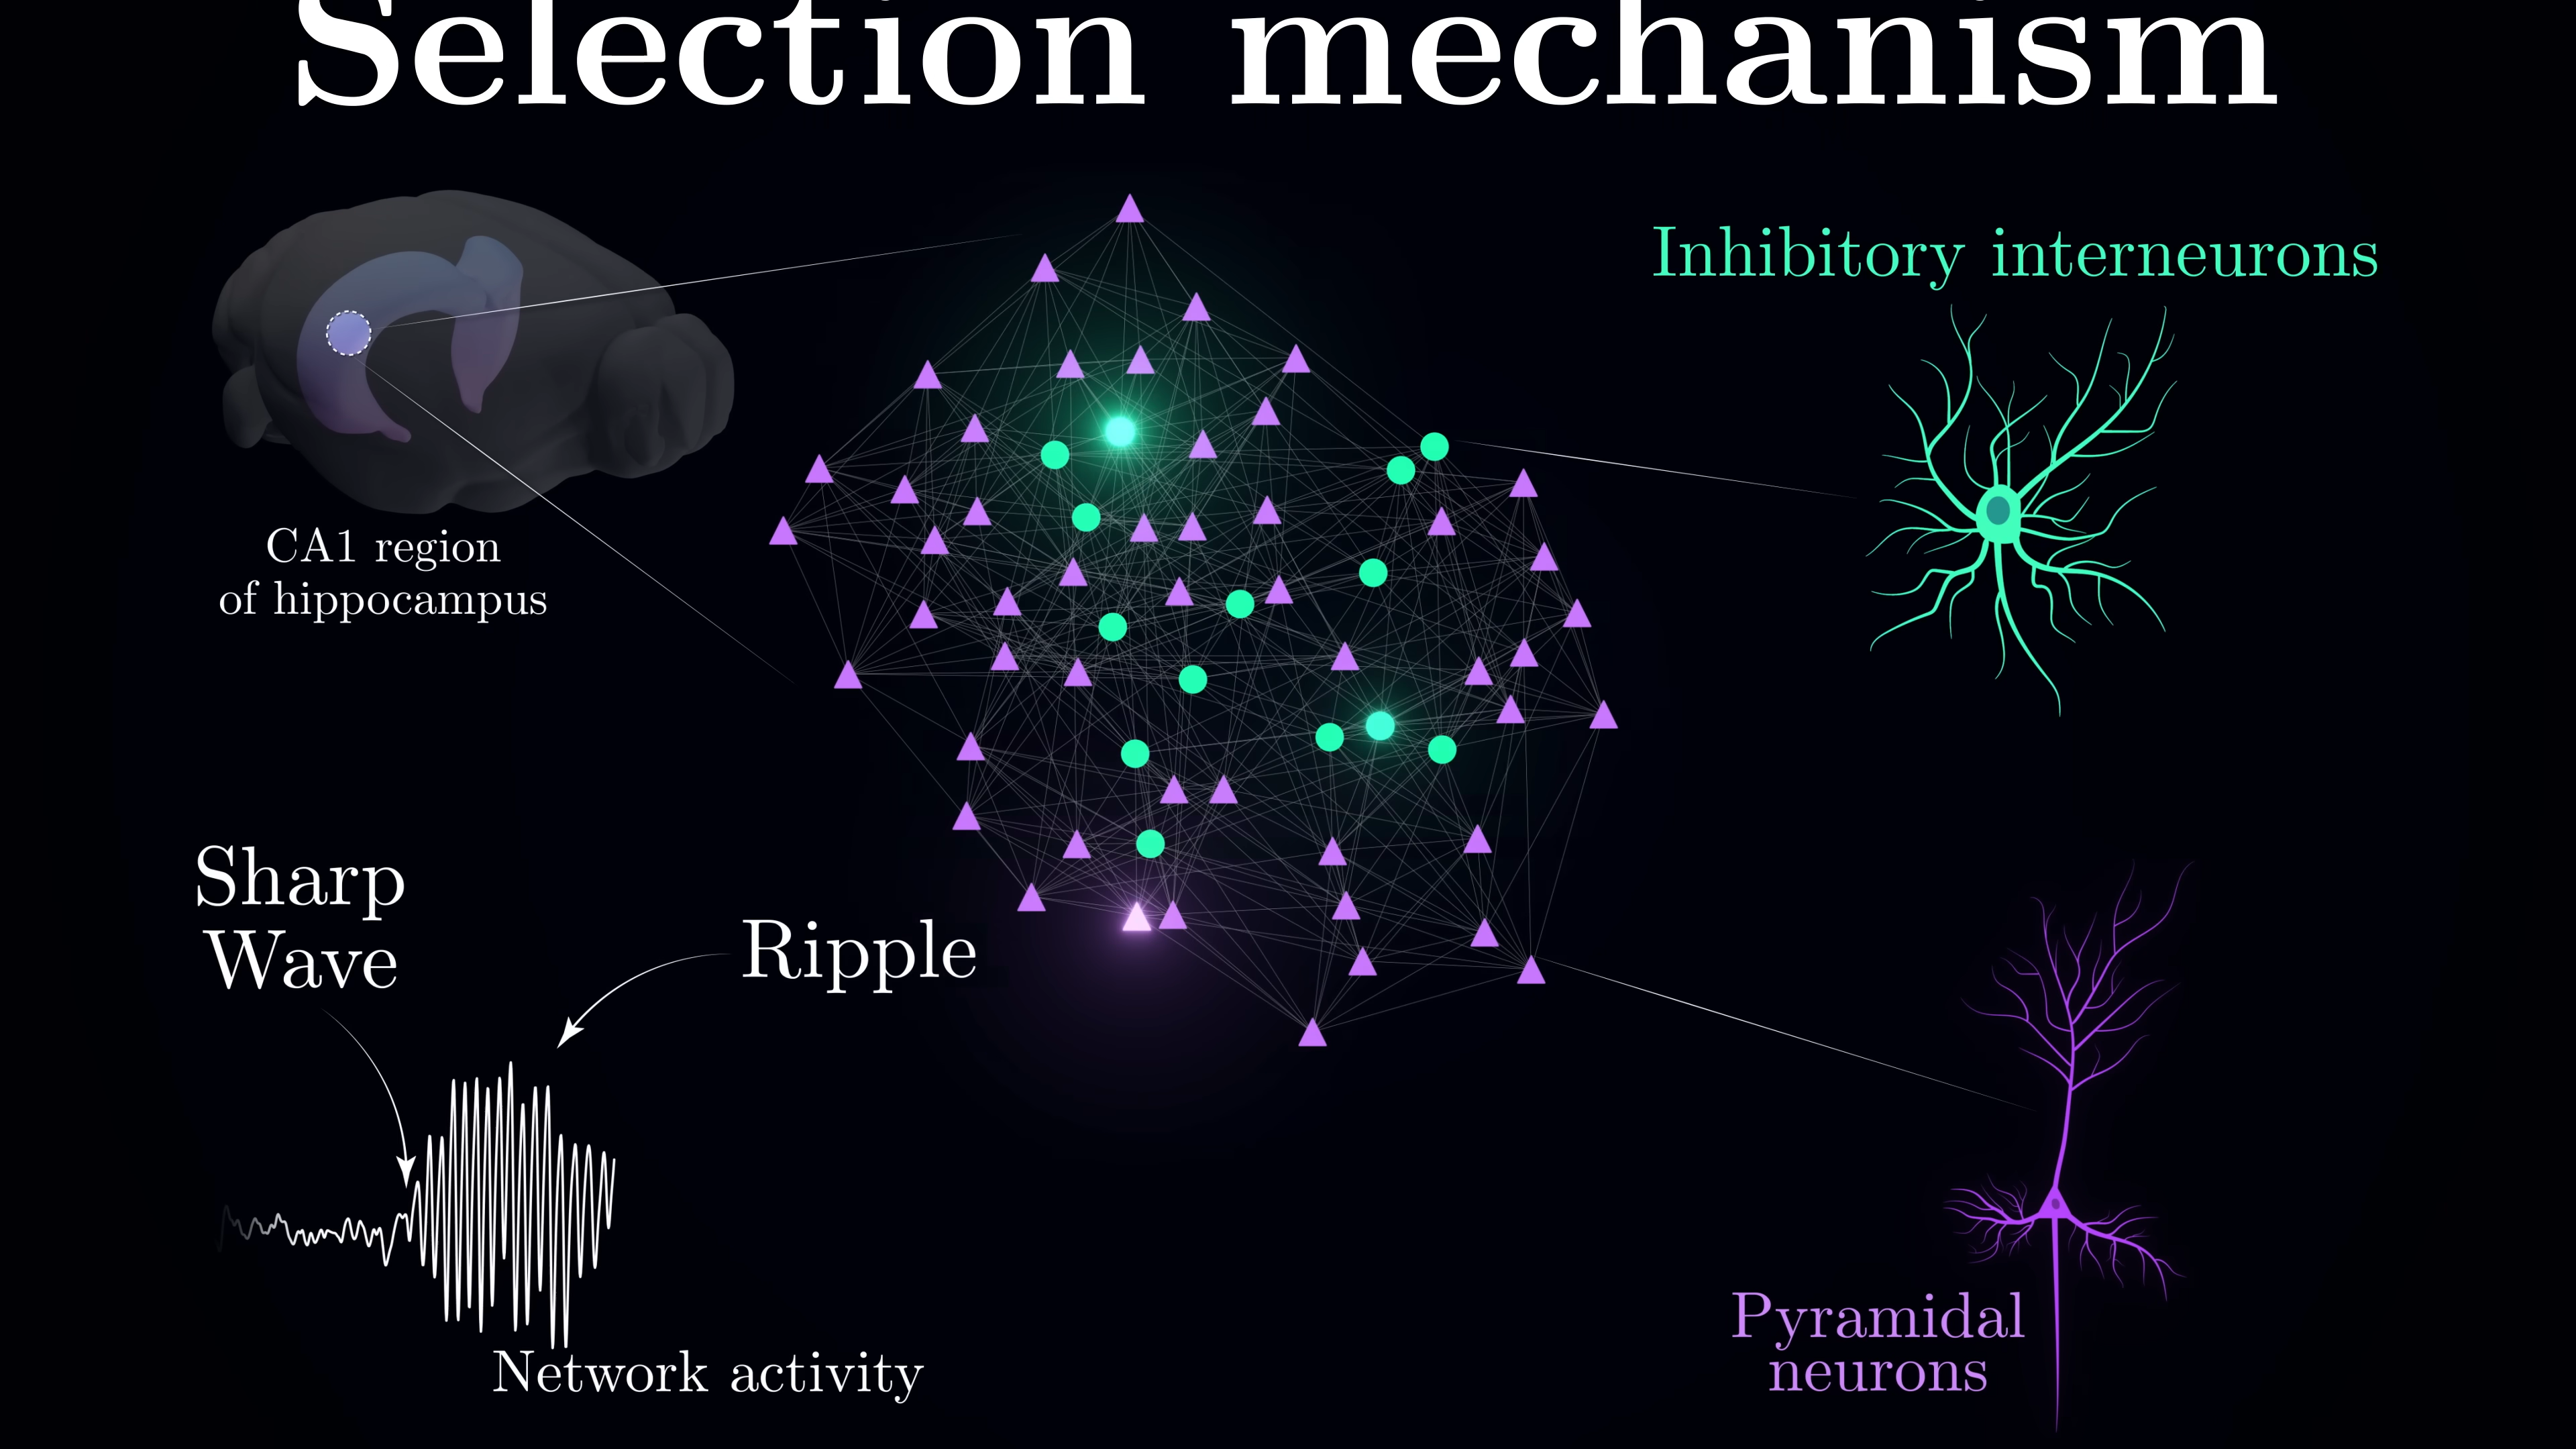 Selection mechanism
Inhibitory interneurons
CA1 region
of hippocampus
Sharp
Wave
Ripple
Network activity
Pyramidal
neurons